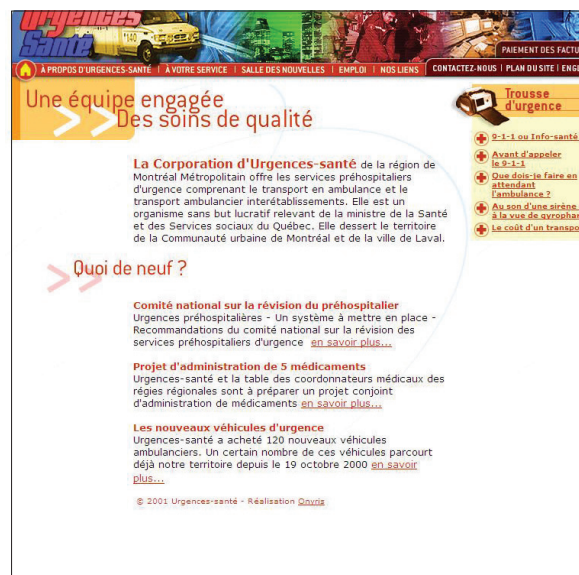 Urgences
Santé
PAIEMENT DES FACTU
À PROPOS D'URGENCES-SANTÉ | À VOTRE SERVICE | SALLE DES NOUVELLES | EMPLOI | NOS LIENS
CONTACTEZ-NOUS | PLAN DU SITE | ENGL
Une équipe engagée
Des soins de qualité
Trousse
d'urgence
9-1-1 ou Info-santé
Avant d'appeler
le 9-1-1
Que dois-je faire en
attendant
l'ambulance ?
Au son d'une sirène
à la vue de gyrophar
Le coût d'un transpo
La Corporation d'Urgences-santé de la région de
Montréal Métropolitain offre les services préhospitaliers
d'urgence comprenant le transport en ambulance et le
transport ambulancier interétablissements. Elle est un
organisme sans but lucratif relevant de la ministre de la Santé
et des Services sociaux du Québec. Elle dessert le territoire
de la Communauté urbaine de Montréal et de la ville de Laval.
Quoi de neuf ?
Comité national sur la révision du préhospitalier
Urgences préhospitalières - Un système à mettre en place -
Recommandations du comité national sur la révision des
services préhospitaliers d'urgence en savoir plus...
Projet d'administration de 5 médicaments
Urgences-santé et la table des coordonnateurs médicaux des
régies régionales sont à préparer un projet conjoint
d'administration de médicaments en savoir plus...
Les nouveaux véhicules d'urgence
Urgences-santé a acheté 120 nouveaux véhicules
ambulanciers. Un certain nombre de ces véhicules parcourt
déjà notre territoire depuis le 19 octobre 2000 en savoir
plus...
© 2001 Urgences-santé - Réalisation Onyris